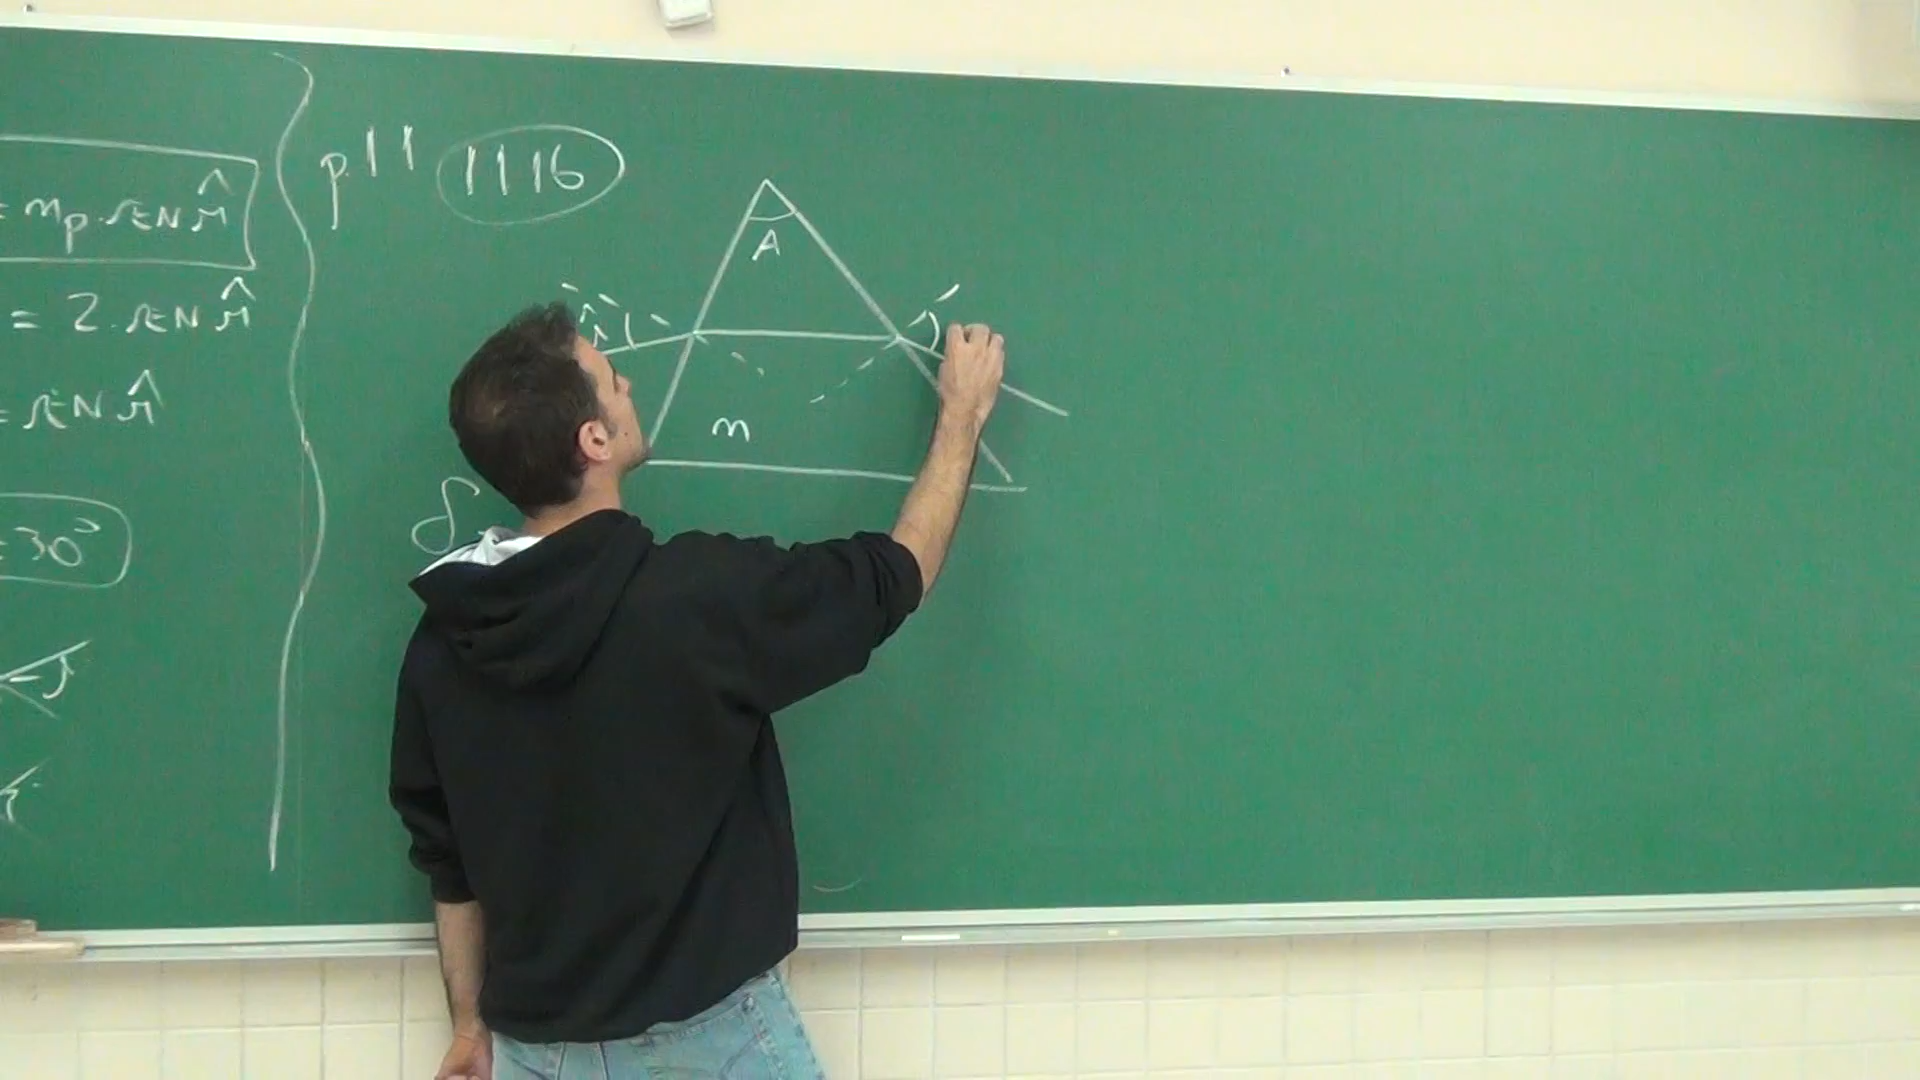 = mp.SEN r̂
= 2.SEN r̂
= SEN r̂
=30°
p.11 1116
A
î
n
δ